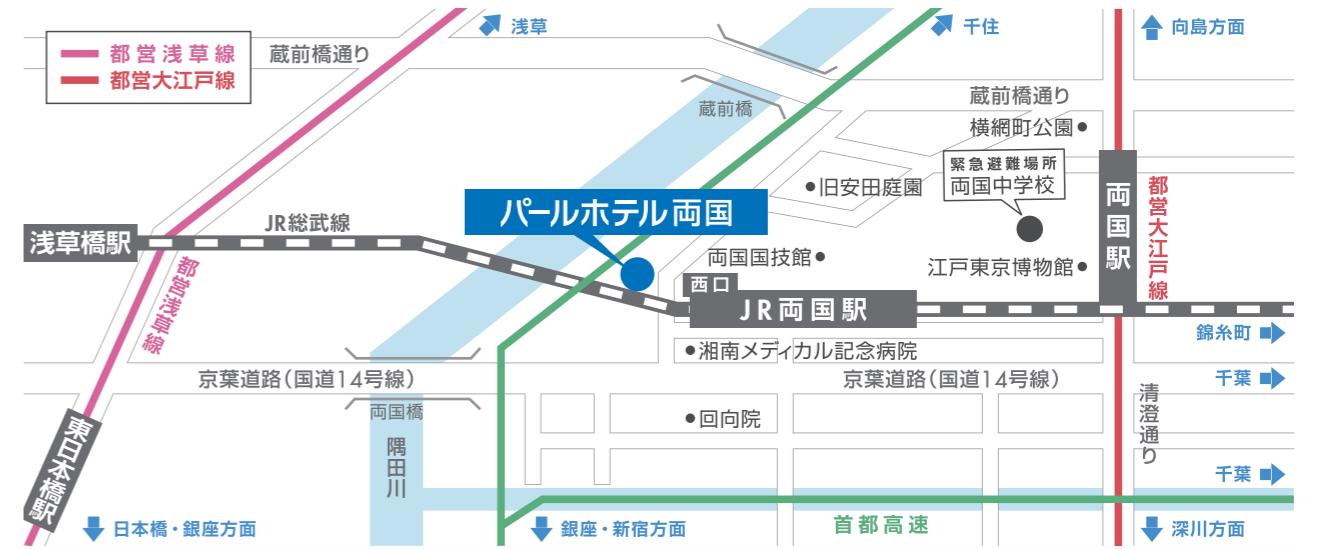 都営浅草線
都営大江戸線
蔵前橋通り
浅草
千住
向島方面
蔵前橋
蔵前橋通り
横網町公園
緊急避難場所
両国中学校
旧安田庭園
両国駅
都営大江戸線
パールホテル両国
JR総武線
浅草橋駅
都営浅草線
両国国技館
江戸東京博物館
西口
JR両国駅
錦糸町
湘南メディカル記念病院
京葉道路（国道14号線）
京葉道路（国道14号線）
千葉
両国橋
回向院
清澄通り
隅田川
東日本橋駅
千葉
日本橋・銀座方面
銀座・新宿方面
首都高速
深川方面